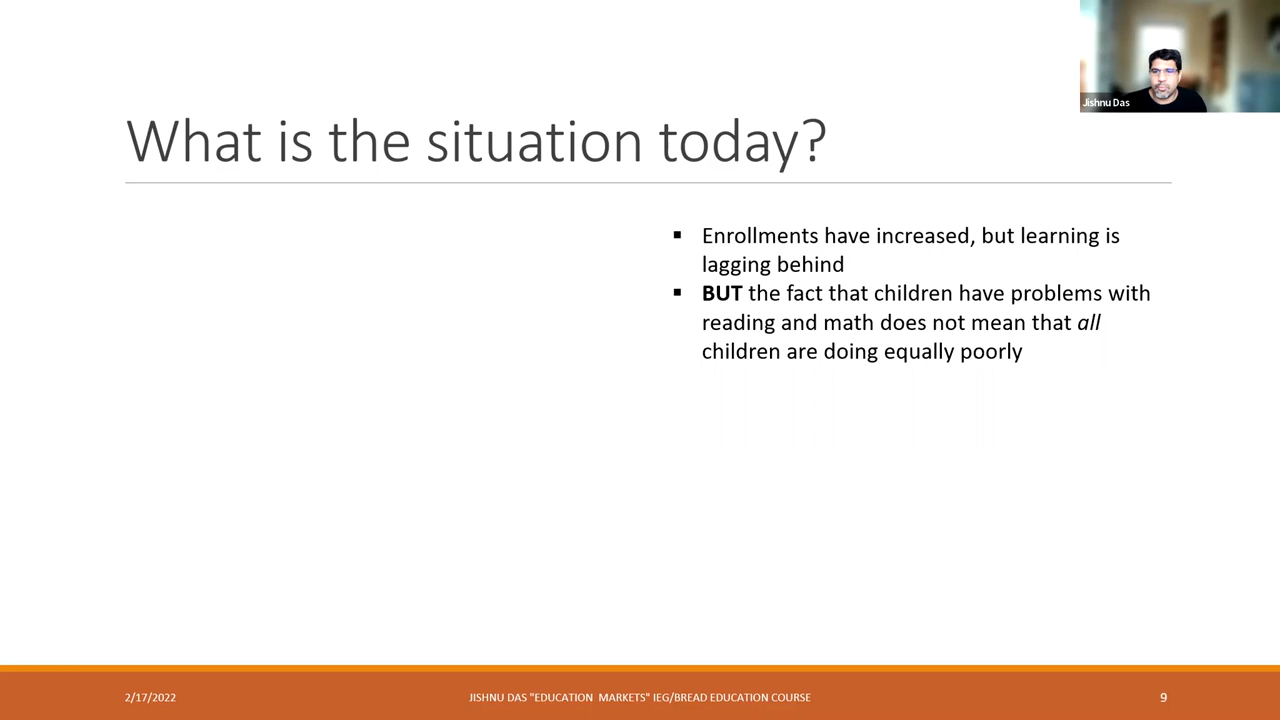 Jishnu Das
What is the situation today?
▪ Enrollments have increased, but learning is
lagging behind
▪ BUT the fact that children have problems with
reading and math does not mean that all
children are doing equally poorly
2/17/2022
JISHNU DAS "EDUCATION MARKETS" IEG/BREAD EDUCATION COURSE
9